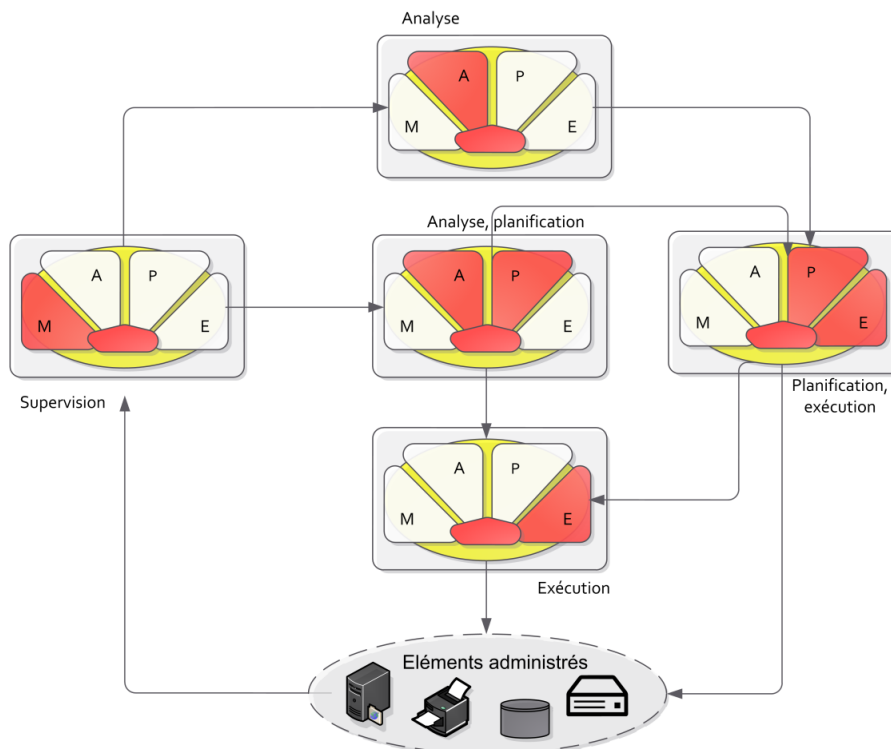 Analyse
A P
M E
Analyse, planification
A P
M E
Supervision
A P
M E
A P
M E
Planification,
exécution
A P
M E
Exécution
Eléments administrés